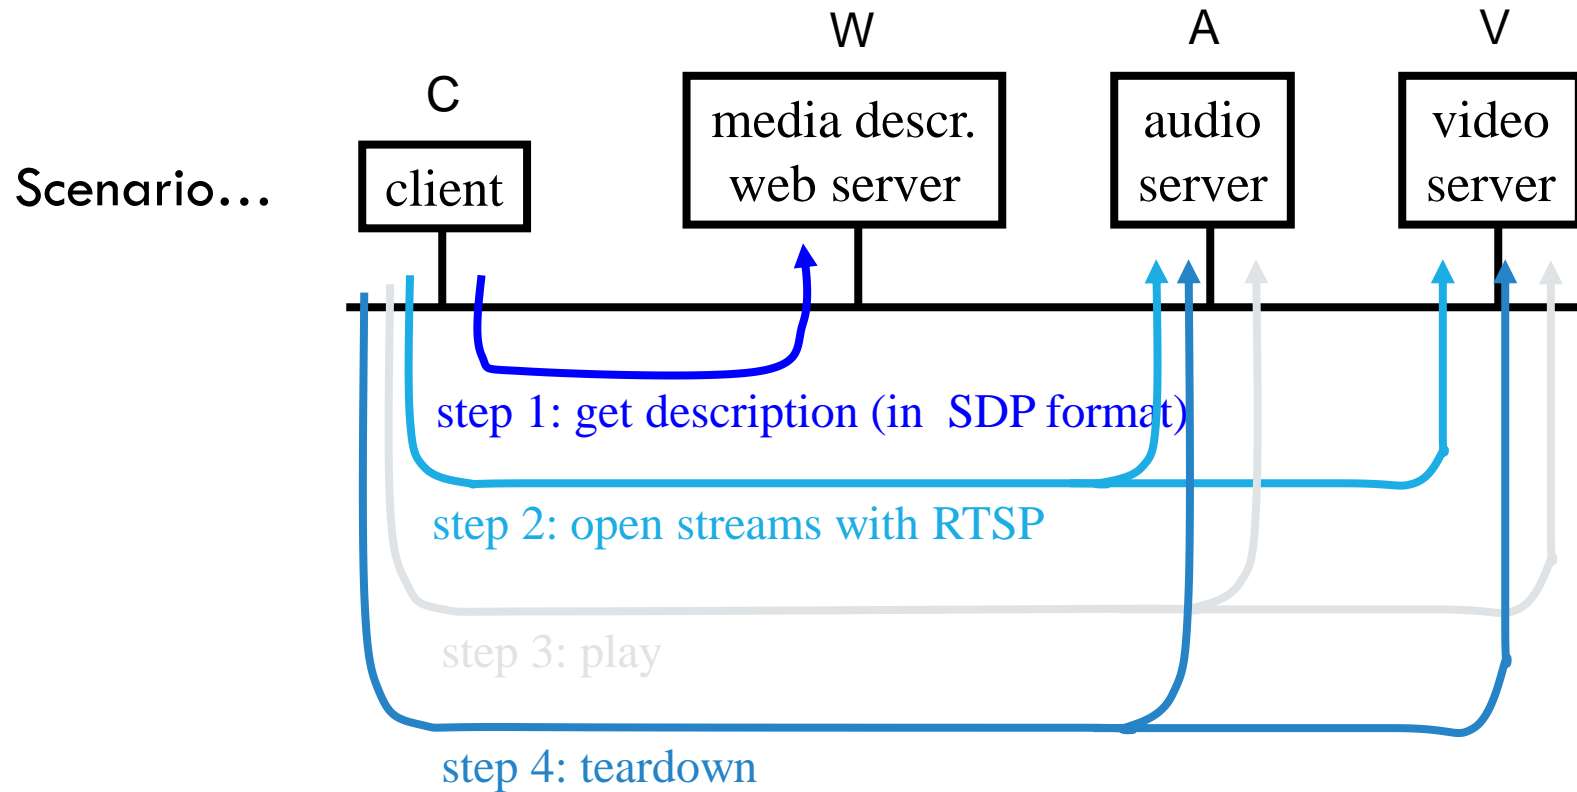 W
A
V
C
media descr.
web server
audio
server
video
server
Scenario...
client
step 1: get description (in SDP format)
step 2: open streams with RTSP
step 3: play
step 4: teardown